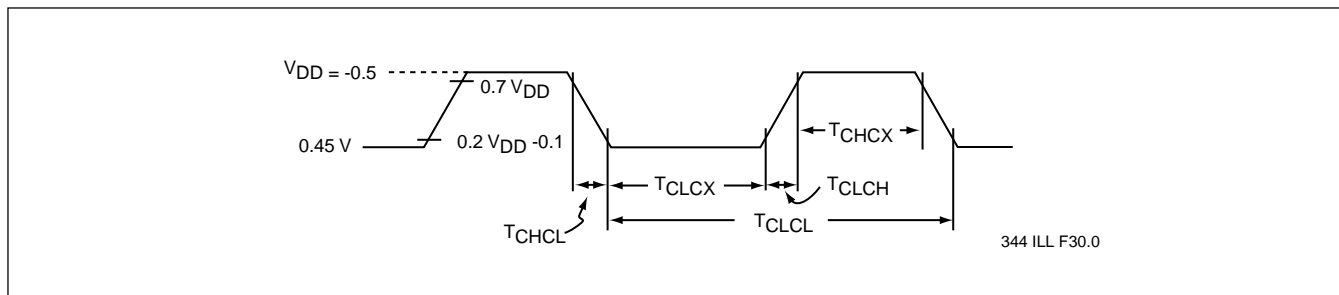 VDD = -0.5
0.7 VDD
0.45 V
0.2 VDD -0.1
TCHCX
TCLCX
TCLCH
TCHCL
TCLCL
344 ILL F30.0